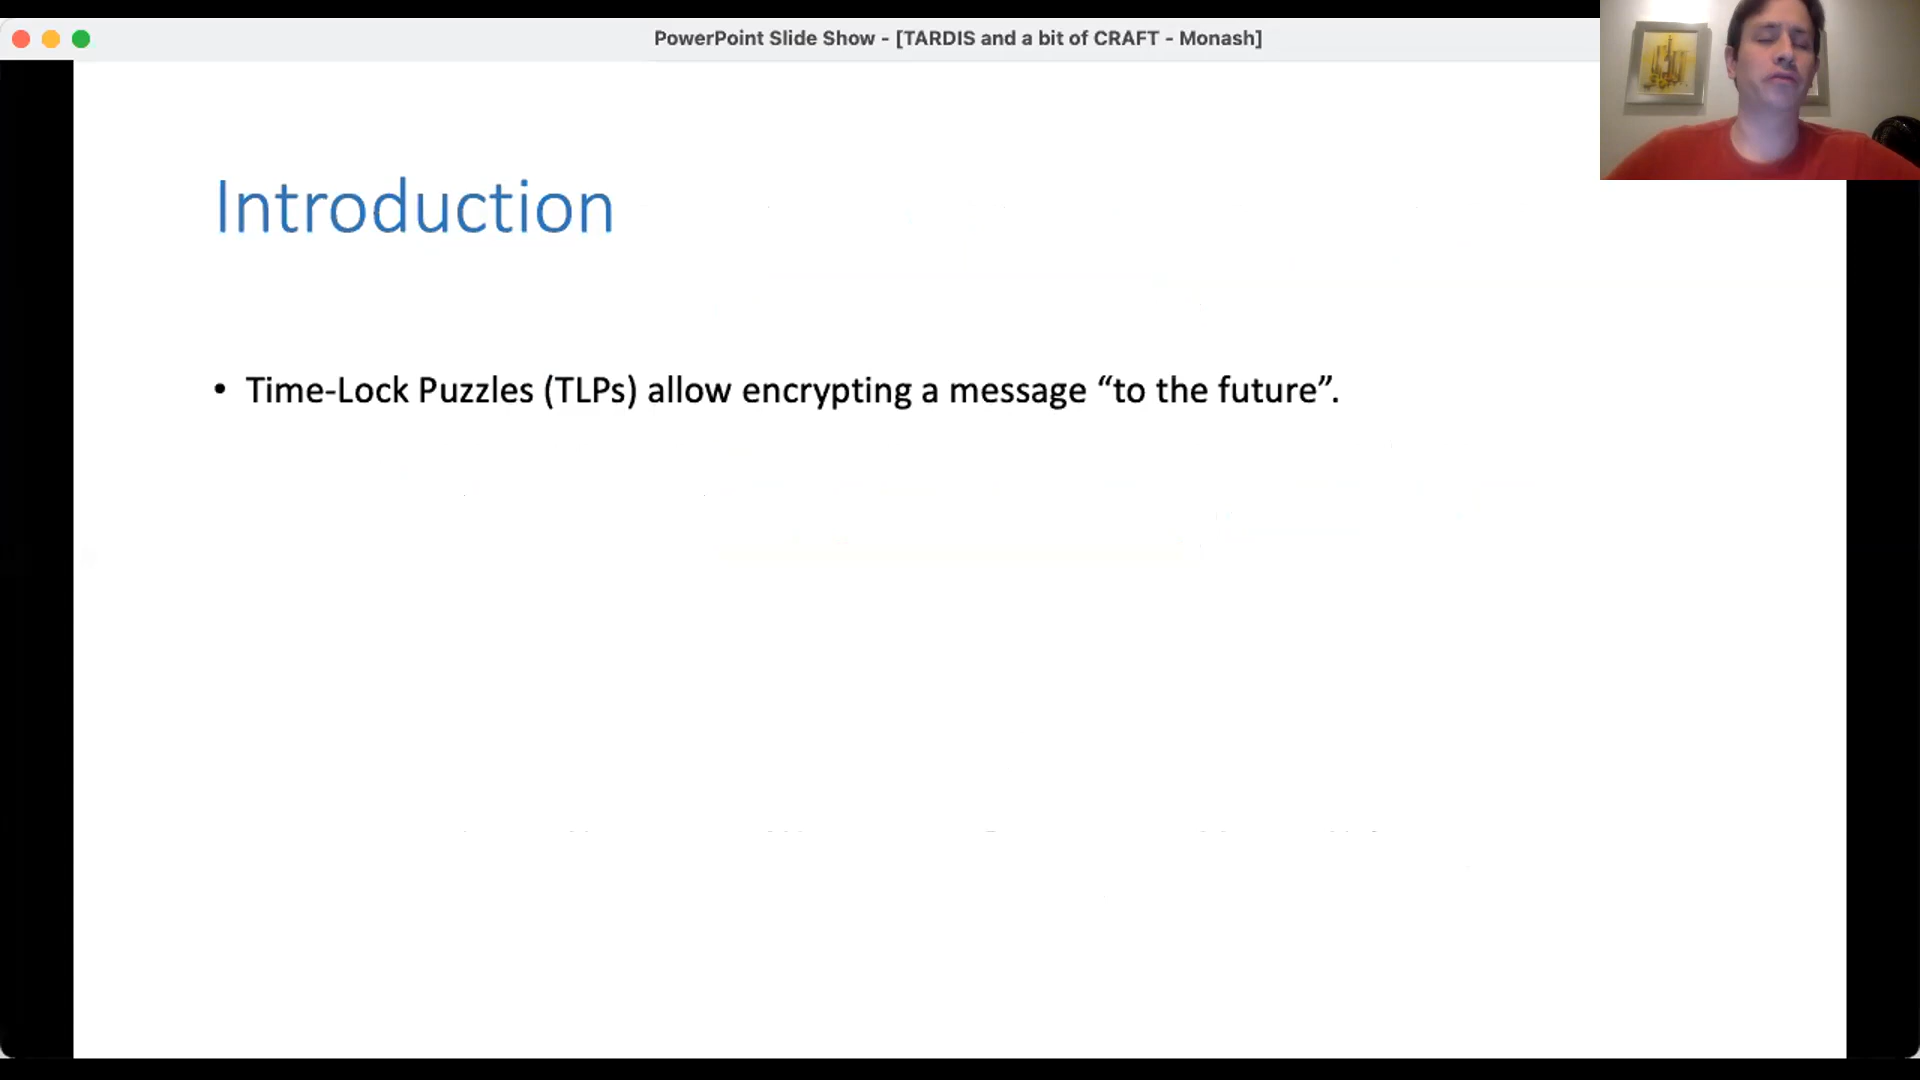 PowerPoint Slide Show - [TARDIS and a bit of CRAFT - Monash]
Introduction
• Time-Lock Puzzles (TLPs) allow encrypting a message “to the future”.